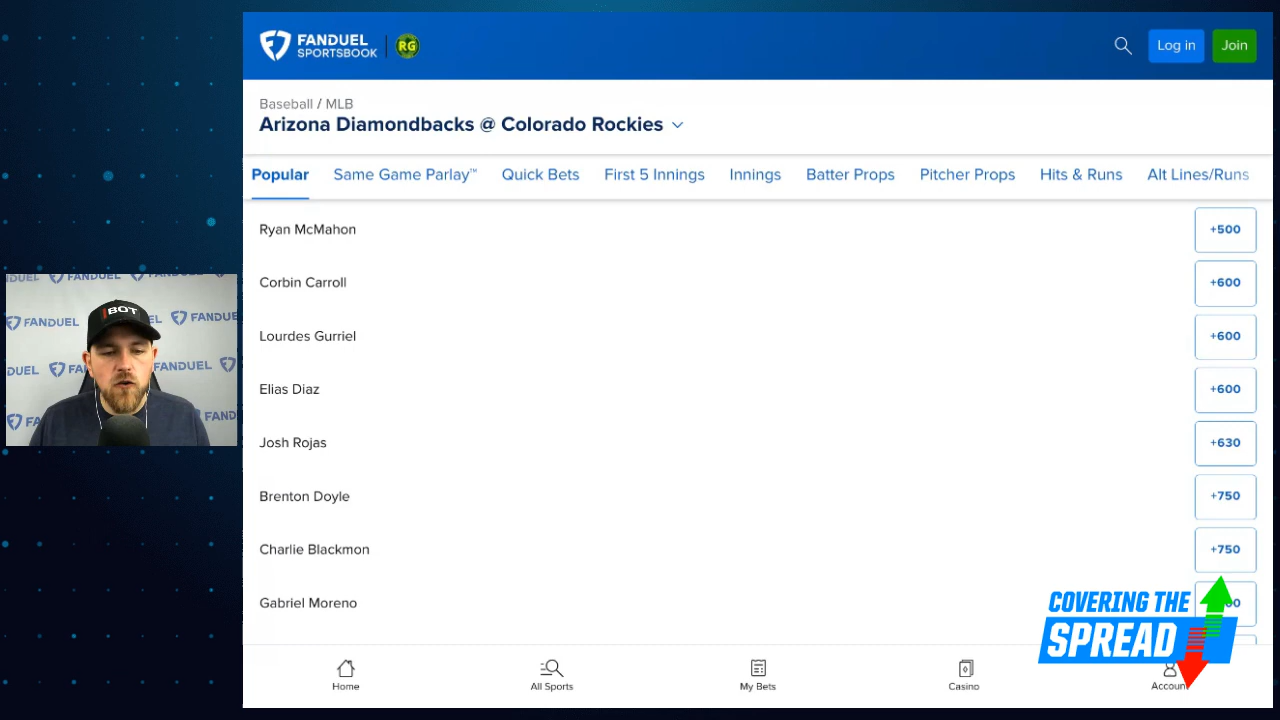 FANDUEL
SPORTSBOOK
RG
Log in
Join
Baseball / MLB
Arizona Diamondbacks @ Colorado Rockies
Popular
Same Game Parlay™
Quick Bets
First 5 Innings
Innings
Batter Props
Pitcher Props
Hits & Runs
Alt Lines/Runs
Ryan McMahon +500
Corbin Carroll +600
Lourdes Gurriel +600
Elias Diaz +600
Josh Rojas +630
Brenton Doyle +750
Charlie Blackmon +750
Gabriel Moreno
COVERING THE
SPREAD
Home
All Sports
My Bets
Casino
Account
BOT
FANDUEL
FANDUEL
FANDUEL